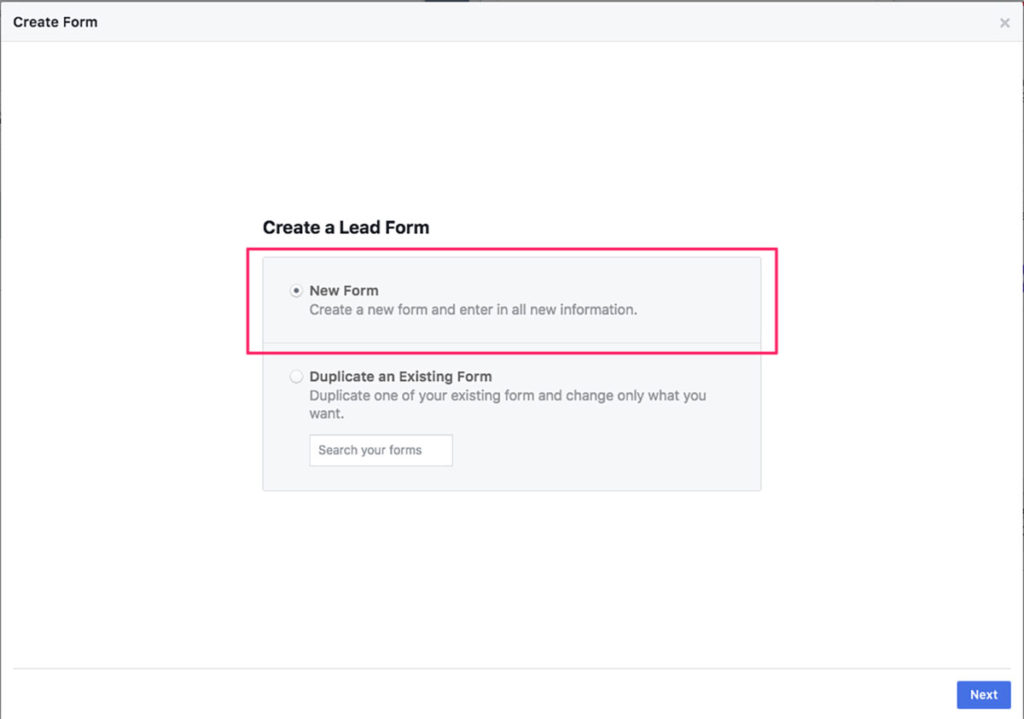 Create Form
Create a Lead Form
New Form
Create a new form and enter in all new information.
Duplicate an Existing Form
Duplicate one of your existing form and change only what you
want.
Search your forms
Next